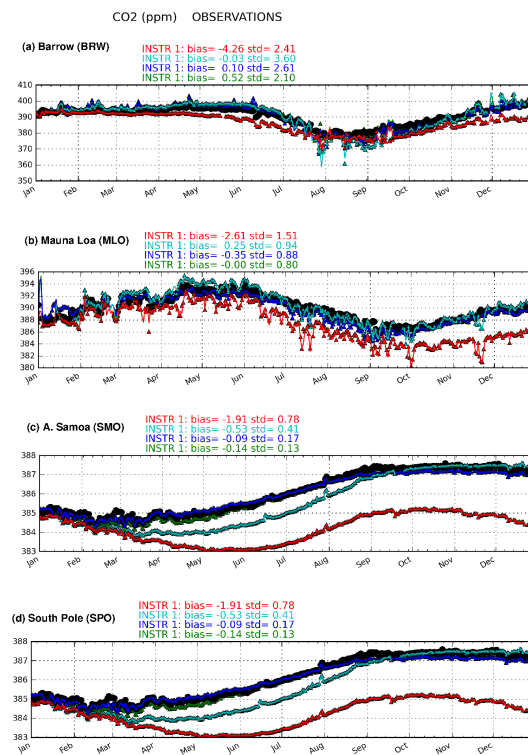 CO2 (ppm) OBSERVATIONS
(a) Barrow (BRW)
INSTR 1: bias= -4.26 std= 2.41
INSTR 1: bias= -0.03 std= 3.60
INSTR 1: bias= 0.10 std= 2.61
INSTR 1: bias= 0.52 std= 2.10
410
400
390
380
370
360
350
Jan Feb Mar Apr May Jun Jul Aug Sep Oct Nov Dec
(b) Mauna Loa (MLO)
INSTR 1: bias= -2.61 std= 1.51
INSTR 1: bias= 0.25 std= 0.94
INSTR 1: bias= -0.35 std= 0.88
INSTR 1: bias= -0.00 std= 0.80
396
394
392
390
388
386
384
382
380
Jan Feb Mar Apr May Jun Jul Aug Sep Oct Nov Dec
(c) A. Samoa (SMO)
INSTR 1: bias= -1.91 std= 0.78
INSTR 1: bias= -0.53 std= 0.41
INSTR 1: bias= -0.09 std= 0.17
INSTR 1: bias= -0.14 std= 0.13
388
387
386
385
384
383
Jan Feb Mar Apr May Jun Jul Aug Sep Oct Nov Dec
(d) South Pole (SPO)
INSTR 1: bias= -1.91 std= 0.78
INSTR 1: bias= -0.53 std= 0.41
INSTR 1: bias= -0.09 std= 0.17
INSTR 1: bias= -0.14 std= 0.13
388
387
386
385
384
383
Jan Feb Mar Apr May Jun Jul Aug Sep Oct Nov Dec